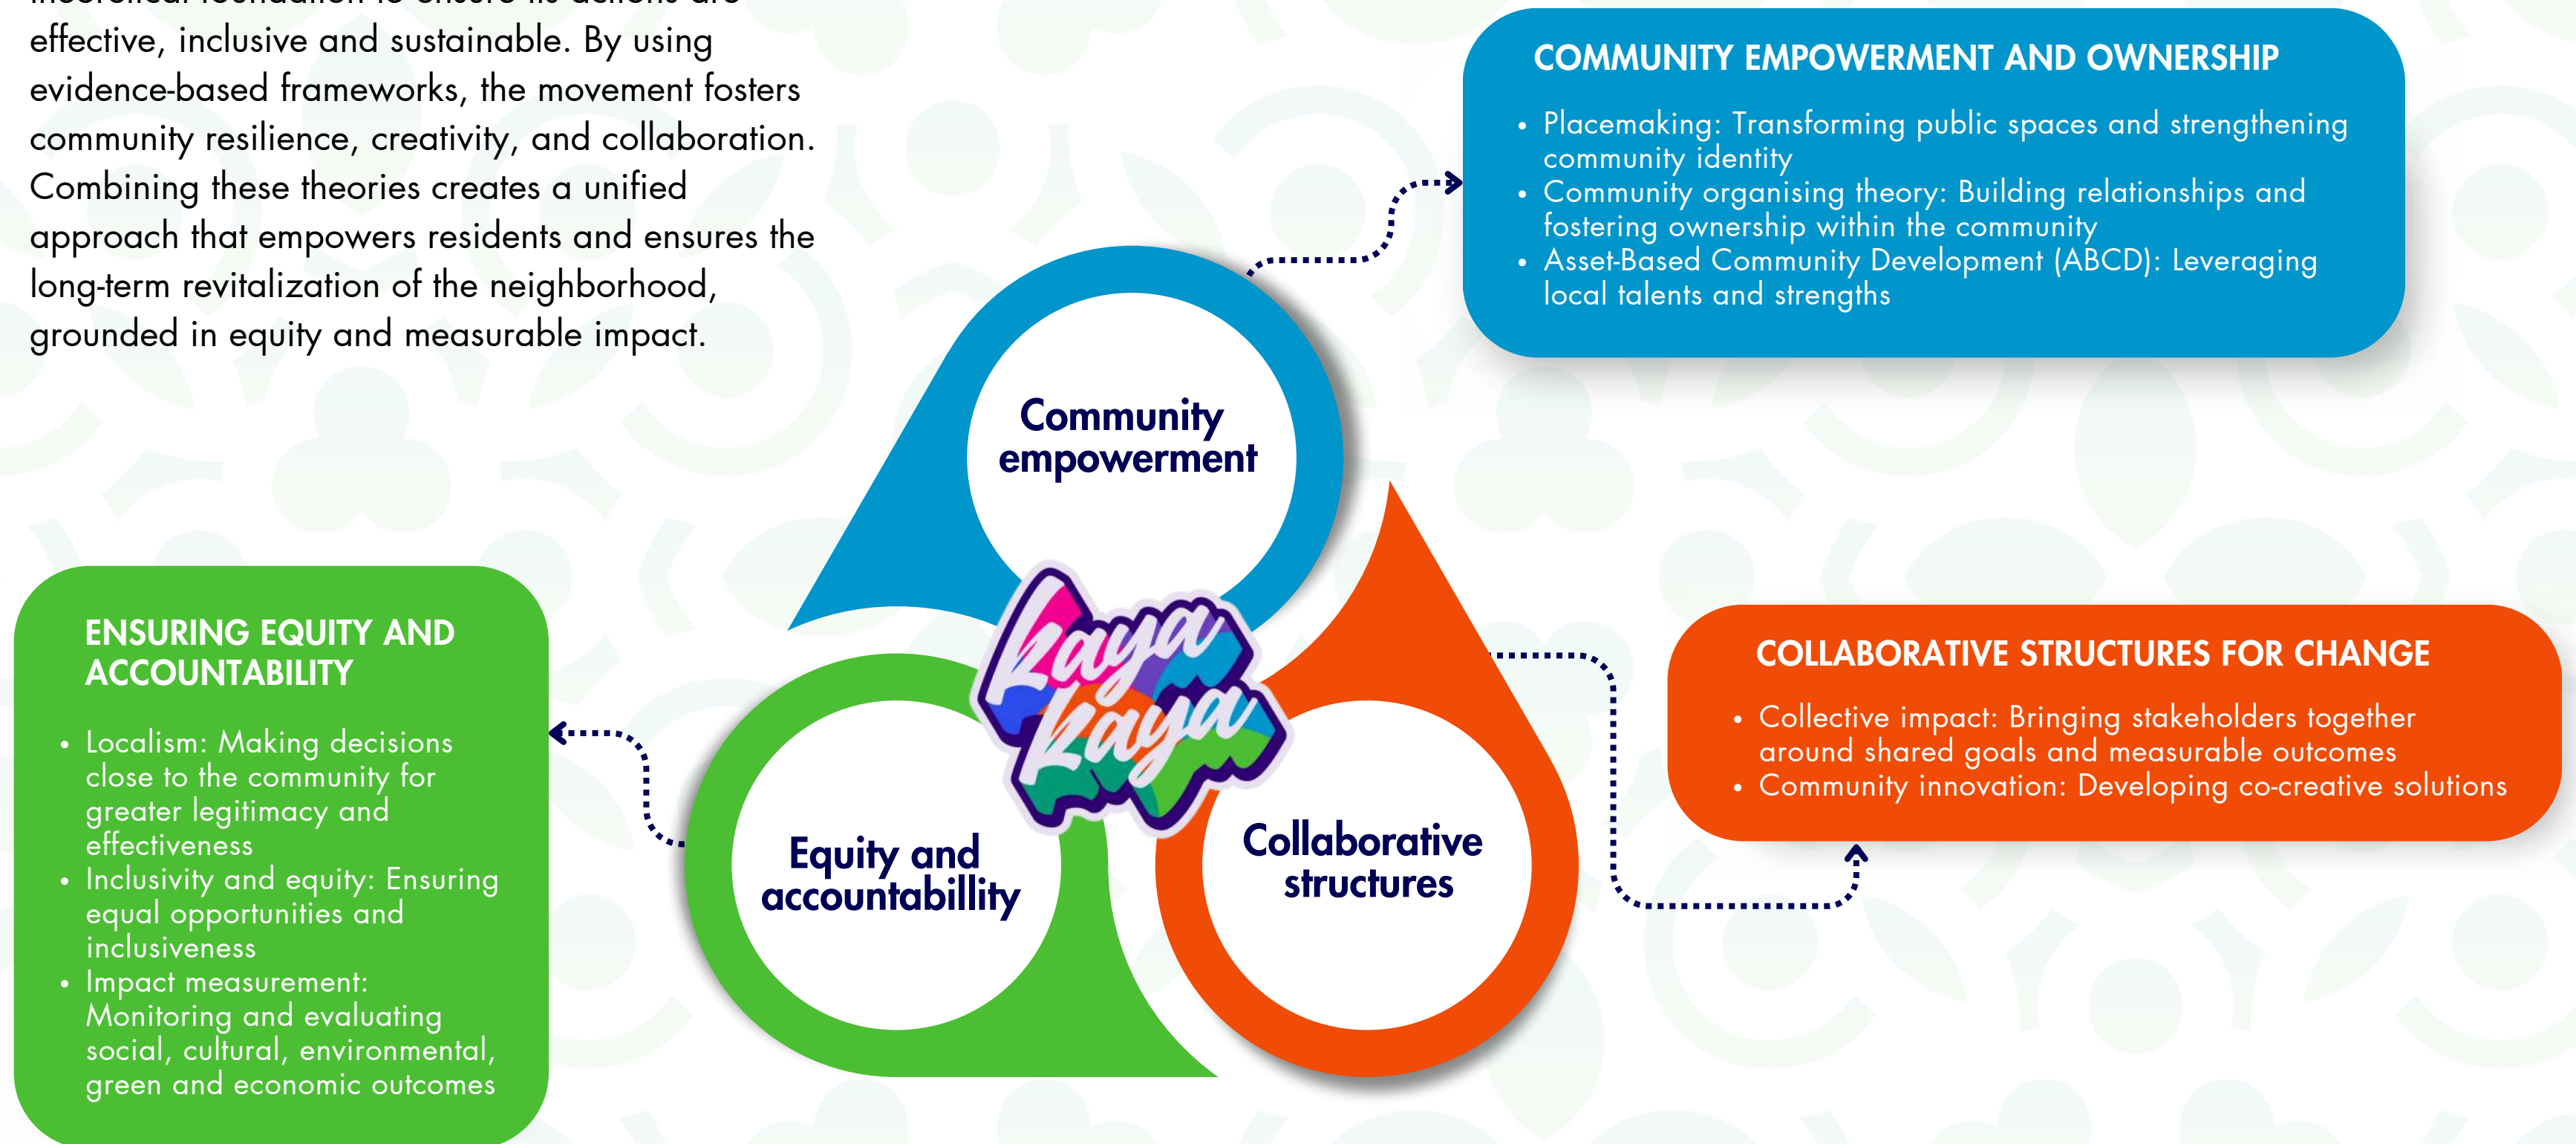 theoretical foundation to ensure its actions are
effective, inclusive and sustainable. By using
evidence-based frameworks, the movement fosters
community resilience, creativity, and collaboration.
Combining these theories creates a unified
approach that empowers residents and ensures the
long-term revitalization of the neighborhood,
grounded in equity and measurable impact.
COMMUNITY EMPOWERMENT AND OWNERSHIP
• Placemaking: Transforming public spaces and strengthening
community identity
• Community organising theory: Building relationships and
fostering ownership within the community
• Asset-Based Community Development (ABCD): Leveraging
local talents and strengths
Community
empowerment
kaya
kaya
Equity and
accountabillity
Collaborative
structures
ENSURING EQUITY AND
ACCOUNTABILITY
• Localism: Making decisions
close to the community for
greater legitimacy and
effectiveness
• Inclusivity and equity: Ensuring
equal opportunities and
inclusiveness
• Impact measurement:
Monitoring and evaluating
social, cultural, environmental,
green and economic outcomes
COLLABORATIVE STRUCTURES FOR CHANGE
• Collective impact: Bringing stakeholders together
around shared goals and measurable outcomes
• Community innovation: Developing co-creative solutions